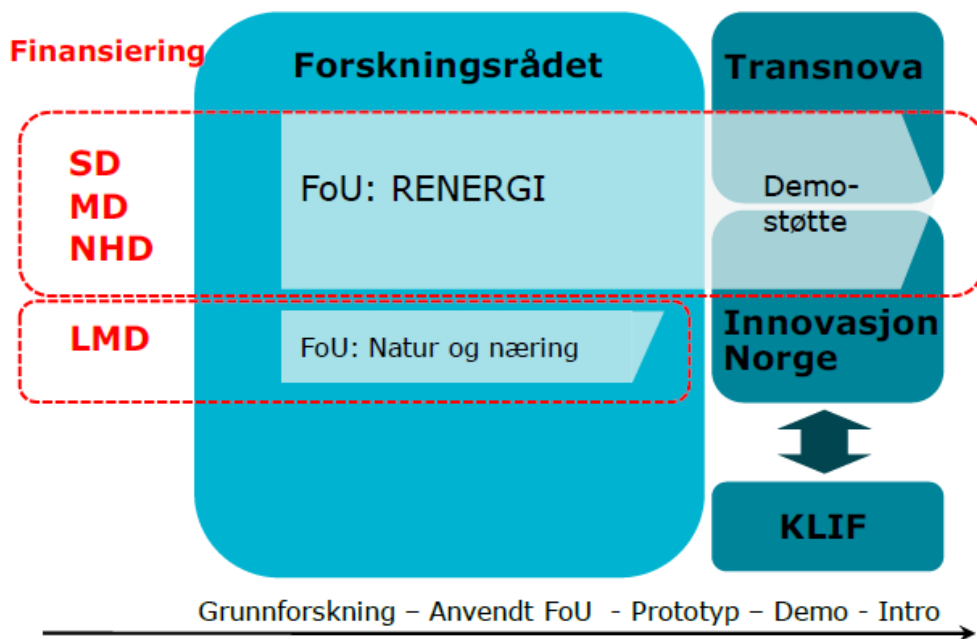 Finansiering
Forskningsrådet
Transnova
SD
MD
NHD
FoU: RENERGI
Demo-
støtte
LMD
FoU: Natur og næring
Innovasjon
Norge
KLIF
Grunnforskning – Anvendt FoU - Prototyp – Demo - Intro